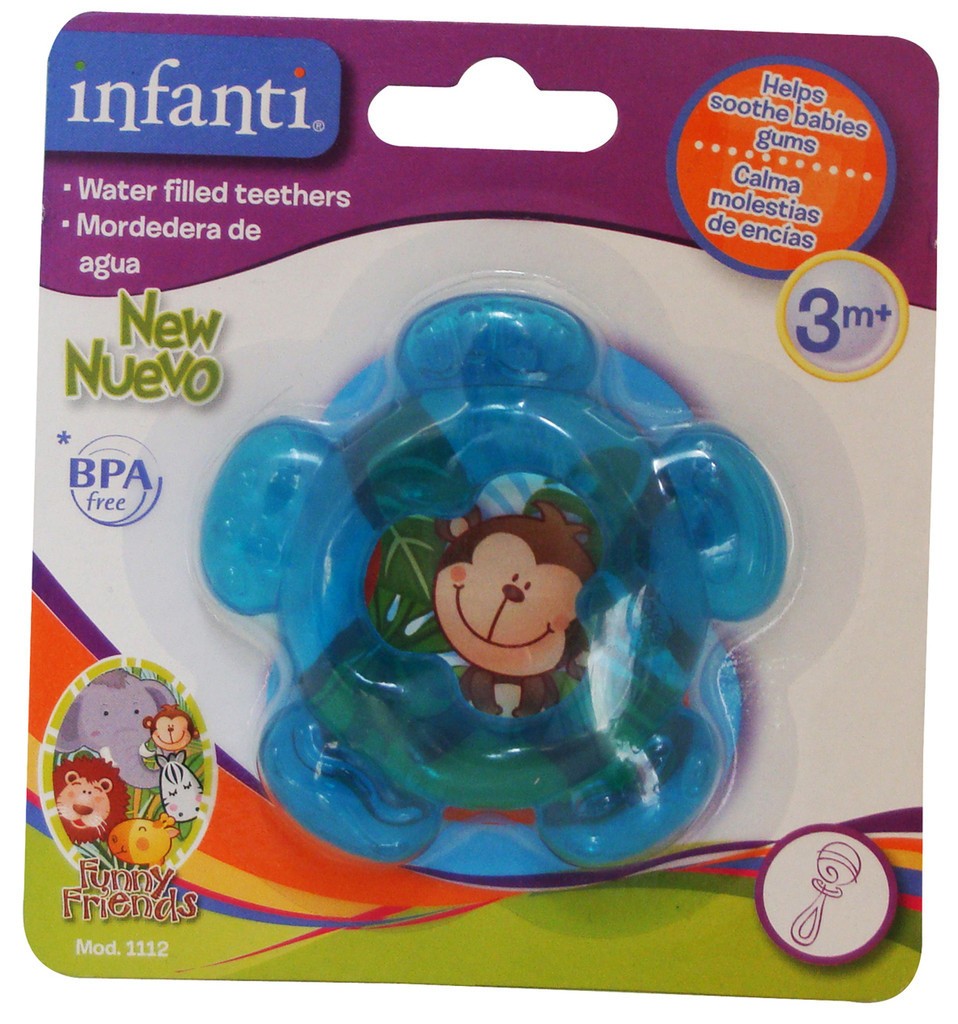 infanti®
· Water filled teethers
· Mordedera de
agua
Helps
soothe babies
gums
Calma
molestias
de encías
3m+
New
Nuevo
* BPA
free
Funny
Friends
Mod. 1112